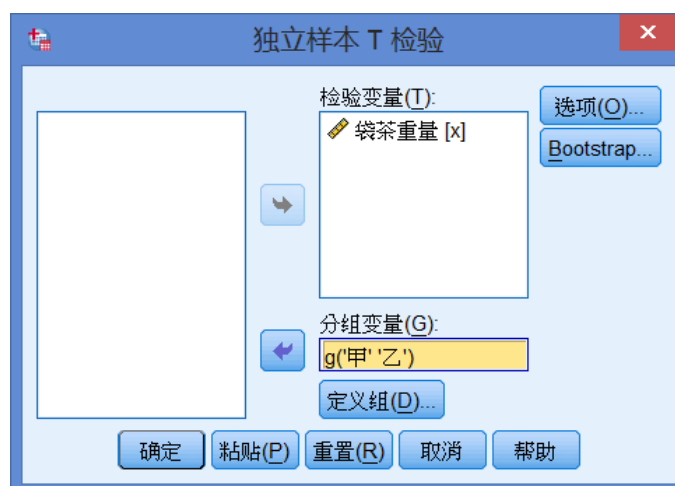 独立样本 T 检验
检验变量(T):
袋茶重量 [x]
选项(O)...
Bootstrap...
分组变量(G):
g('甲' '乙')
定义组(D)...
确定
粘贴(P)
重置(R)
取消
帮助